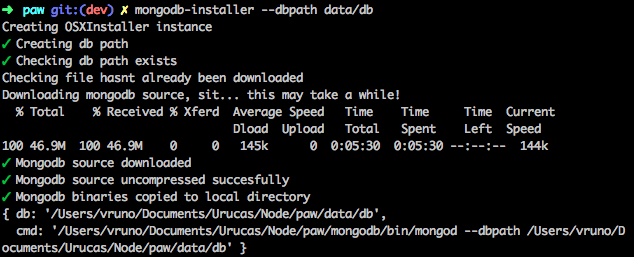 ➜ paw git:(dev) ✗ mongodb-installer --dbpath data/db
Creating OSXInstaller instance
✓ Creating db path
✓ Checking db path exists
Checking file hasnt already been downloaded
Downloading mongodb source, sit... this may take a while!
% Total % Received % Xferd Average Speed Time Time Time Current
Dload Upload Total Spent Left Speed
100 46.9M 100 46.9M 0 0 145k 0 0:05:30 0:05:30 --:--:-- 144k
✓ Mongodb source downloaded
✓ Mongodb source uncompressed succesfully
✓ Mongodb binaries copied to local directory
{ db: '/Users/vruno/Documents/Urucas/Node/paw/data/db',
cmd: '/Users/vruno/Documents/Urucas/Node/paw/mongodb/bin/mongod --dbpath /Users/vruno/D
ocuments/Urucas/Node/paw/data/db' }